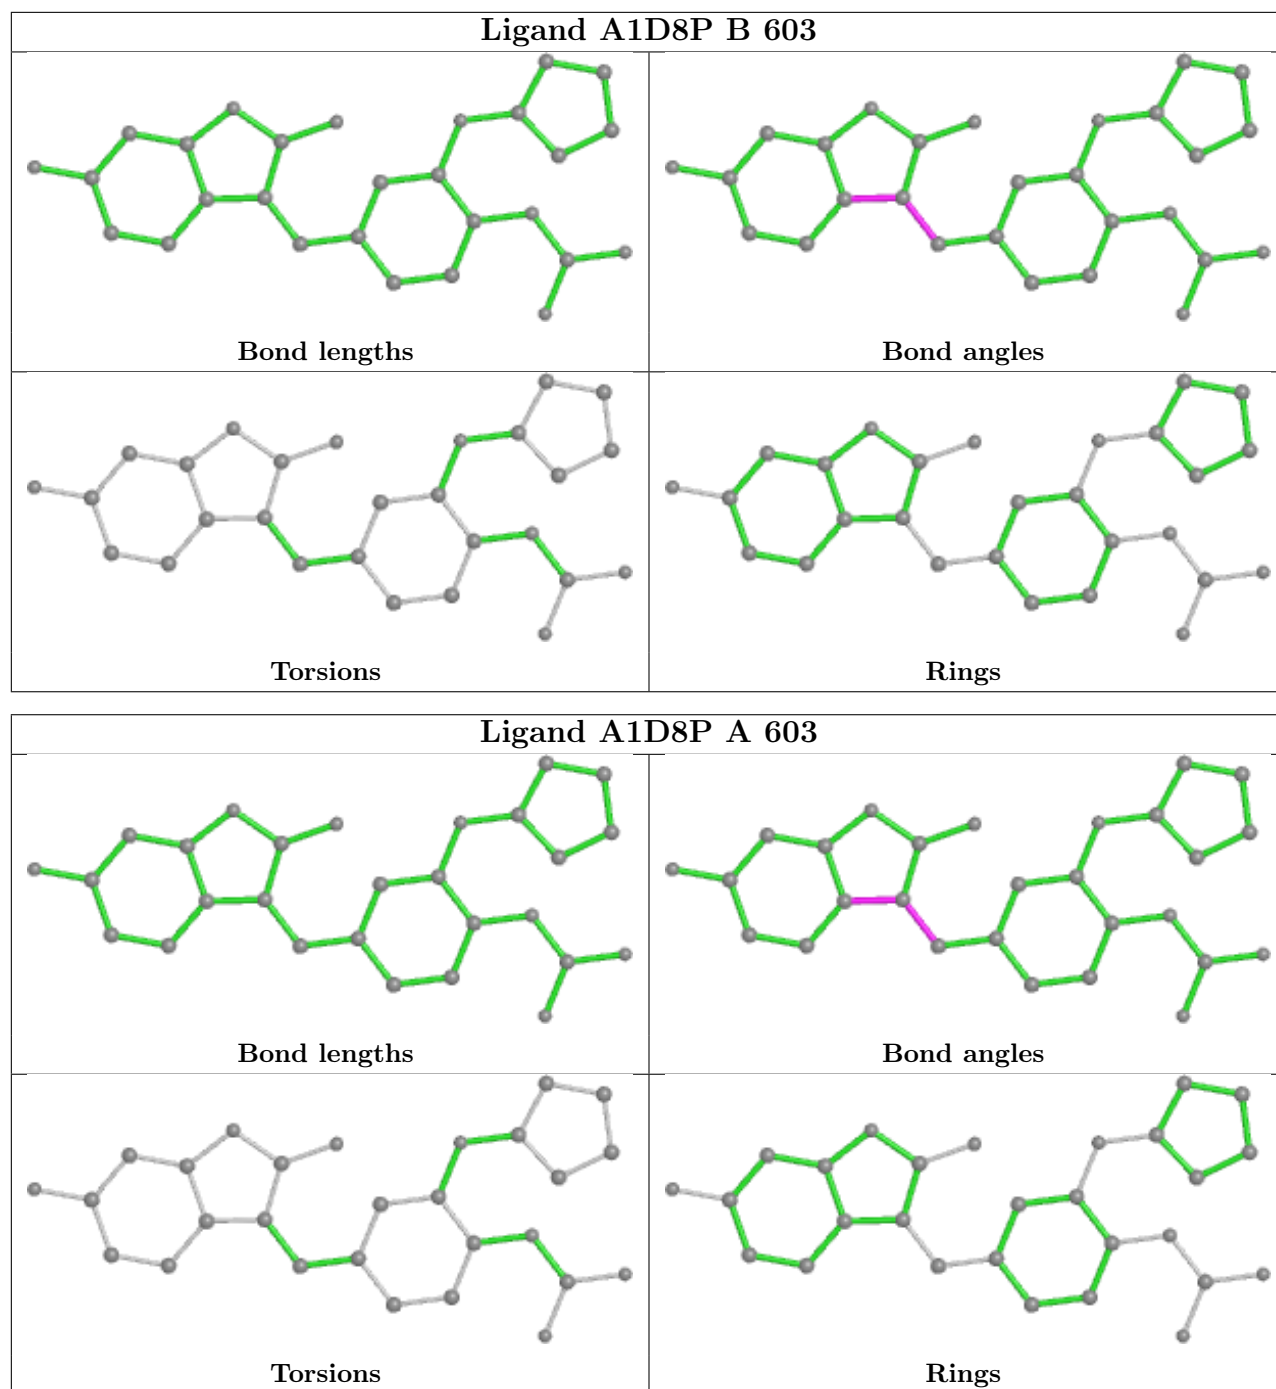 Ligand A1D8P B 603
Bond lengths
Bond angles
Torsions
Rings
Ligand A1D8P A 603
Bond lengths
Bond angles
Torsions
Rings